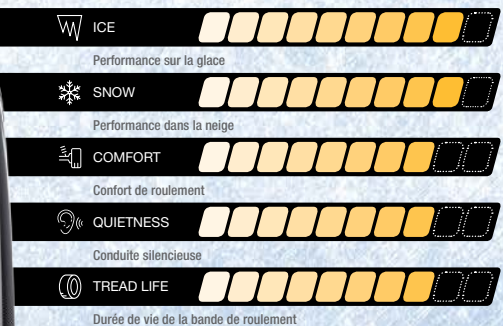 ICE
Performance sur la glace
SNOW
Performance dans la neige
COMFORT
Confort de roulement
QUIETNESS
Conduite silencieuse
TREAD LIFE
Durée de vie de la bande de roulement